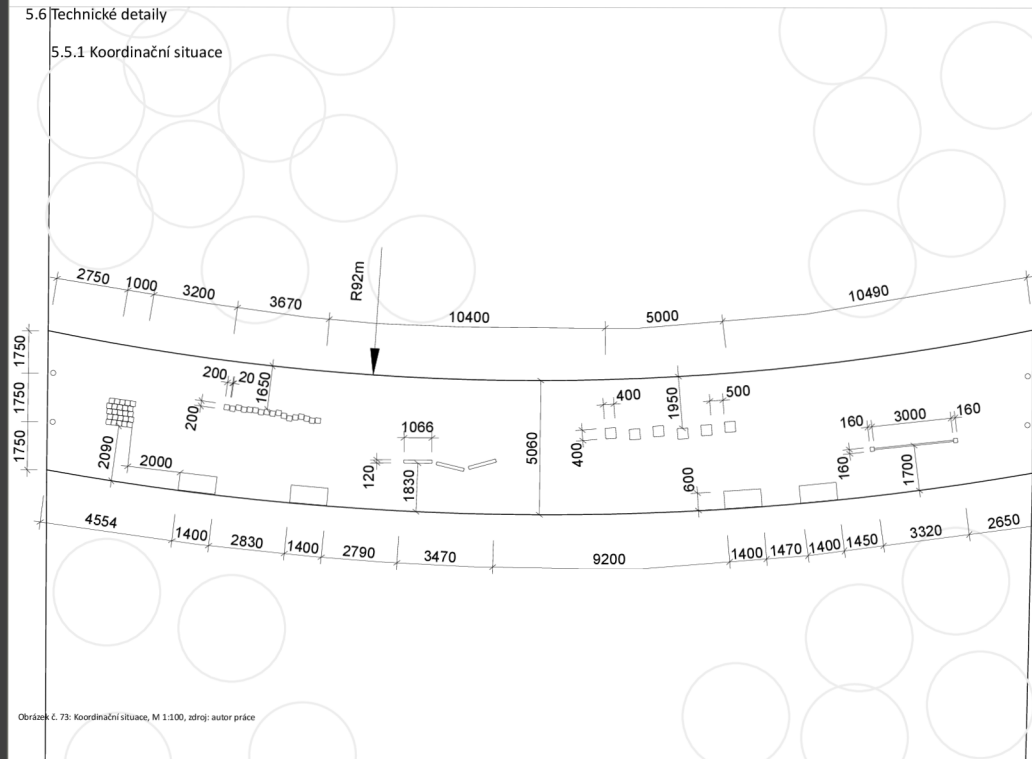 5.6 Technické detaily
5.5.1 Koordinační situace
R92m
2750 1000 3200 3670 10400 5000 10490
1750
1750
1750
200 20 1650
200
2090
2000
1066
120
1830
5060
400
400
1950
500
600
160 3000 160
160
1700
4554 1400 2830 1400 2790 3470 9200 1400 1470 1400 1450 3320 2650
Obrázek č. 73: Koordinační situace, M 1:100, zdroj: autor práce